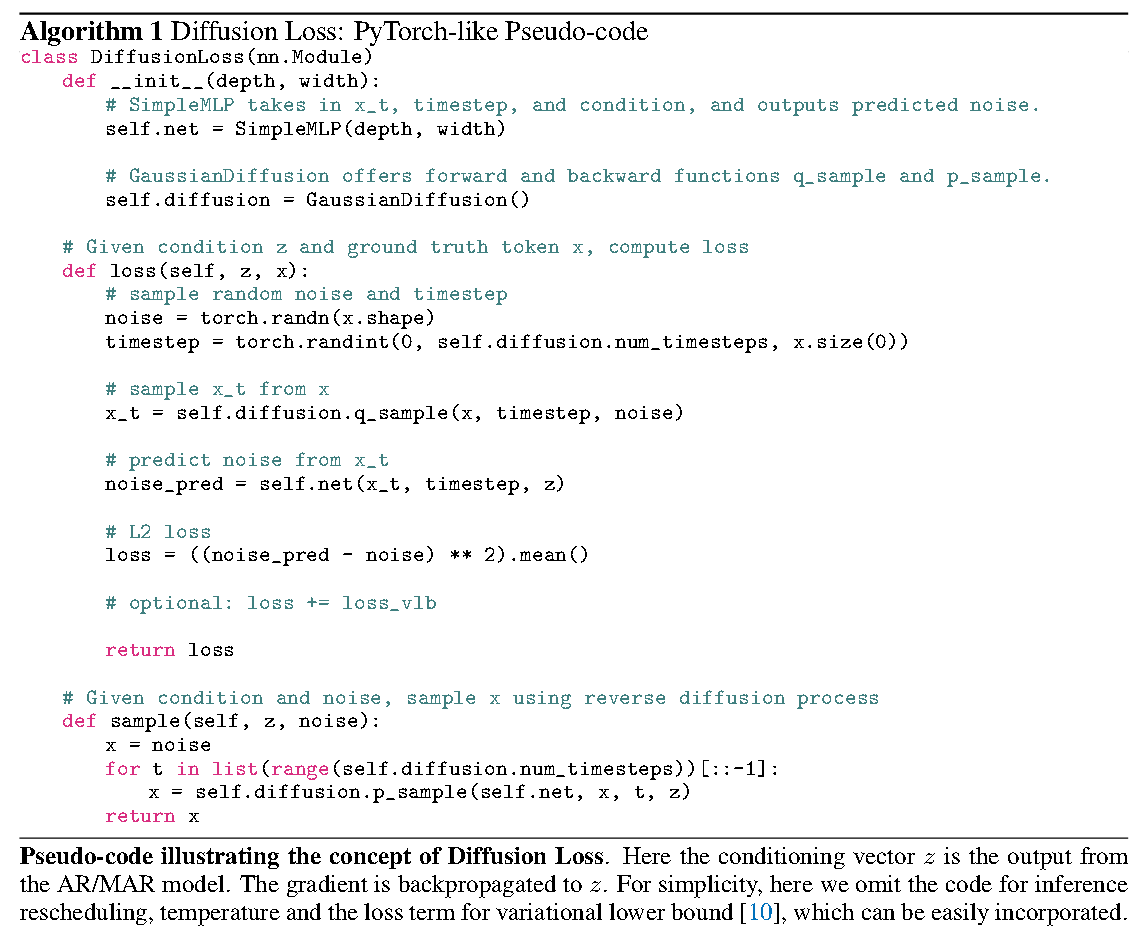 Algorithm 1 Diffusion Loss: PyTorch-like Pseudo-code
class DiffusionLoss(nn.Module)
    def __init__(depth, width):
        # SimpleMLP takes in x_t, timestep, and condition, and outputs predicted noise.
        self.net = SimpleMLP(depth, width)

        # GaussianDiffusion offers forward and backward functions q_sample and p_sample.
        self.diffusion = GaussianDiffusion()

    # Given condition z and ground truth token x, compute loss
    def loss(self, z, x):
        # sample random noise and timestep
        noise = torch.randn(x.shape)
        timestep = torch.randint(0, self.diffusion.num_timesteps, x.size(0))

        # sample x_t from x
        x_t = self.diffusion.q_sample(x, timestep, noise)

        # predict noise from x_t
        noise_pred = self.net(x_t, timestep, z)

        # L2 loss
        loss = ((noise_pred - noise) ** 2).mean()

        # optional: loss += loss_vlb

        return loss

    # Given condition and noise, sample x using reverse diffusion process
    def sample(self, z, noise):
        x = noise
        for t in list(range(self.diffusion.num_timesteps))[::-1]:
            x = self.diffusion.p_sample(self.net, x, t, z)
        return x
Pseudo-code illustrating the concept of Diffusion Loss. Here the conditioning vector z is the output from
the AR/MAR model. The gradient is backpropagated to z. For simplicity, here we omit the code for inference
rescheduling, temperature and the loss term for variational lower bound [10], which can be easily incorporated.